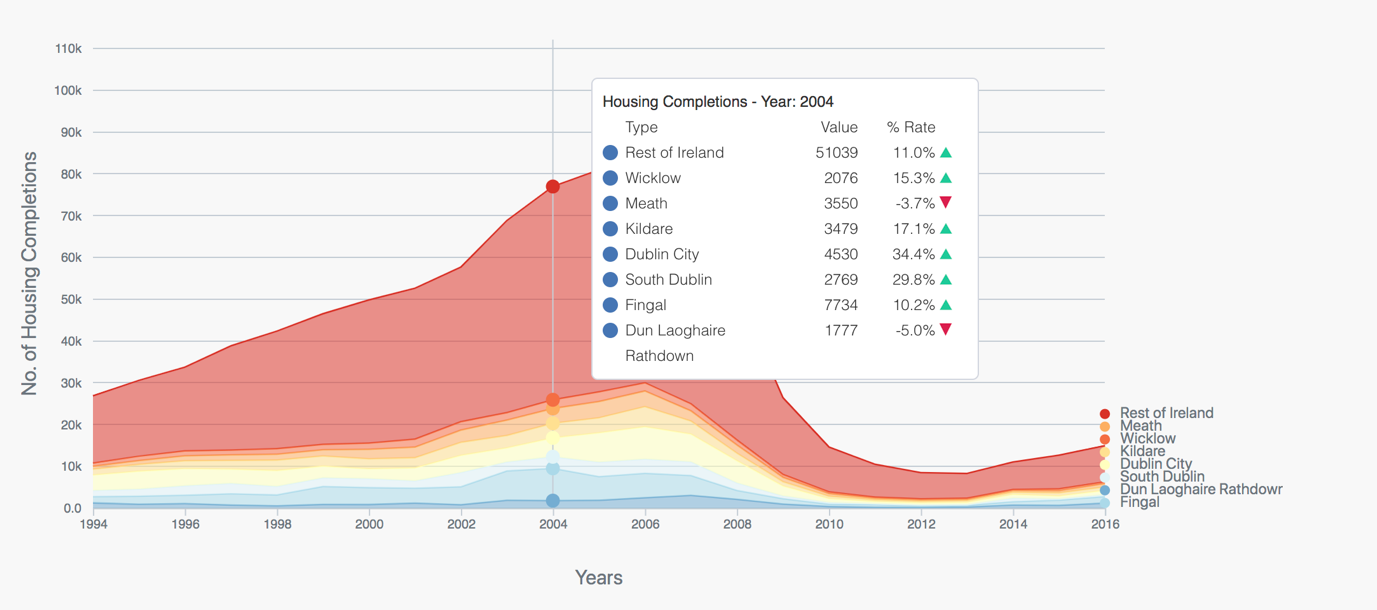 110k
100k
90k
80k
70k
60k
50k
40k
30k
20k
10k
0.0
No. of Housing Completions
1994 1996 1998 2000 2002 2004 2006 2008 2010 2012 2014 2016
Years
Housing Completions - Year: 2004
Type Value % Rate
Rest of Ireland 51039 11.0%
Wicklow 2076 15.3%
Meath 3550 -3.7%
Kildare 3479 17.1%
Dublin City 4530 34.4%
South Dublin 2769 29.8%
Fingal 7734 10.2%
Dun Laoghaire 1777 -5.0%
Rathdown
Rest of Ireland
Meath
Wicklow
Kildare
Dublin City
South Dublin
Dun Laoghaire Rathdowr
Fingal